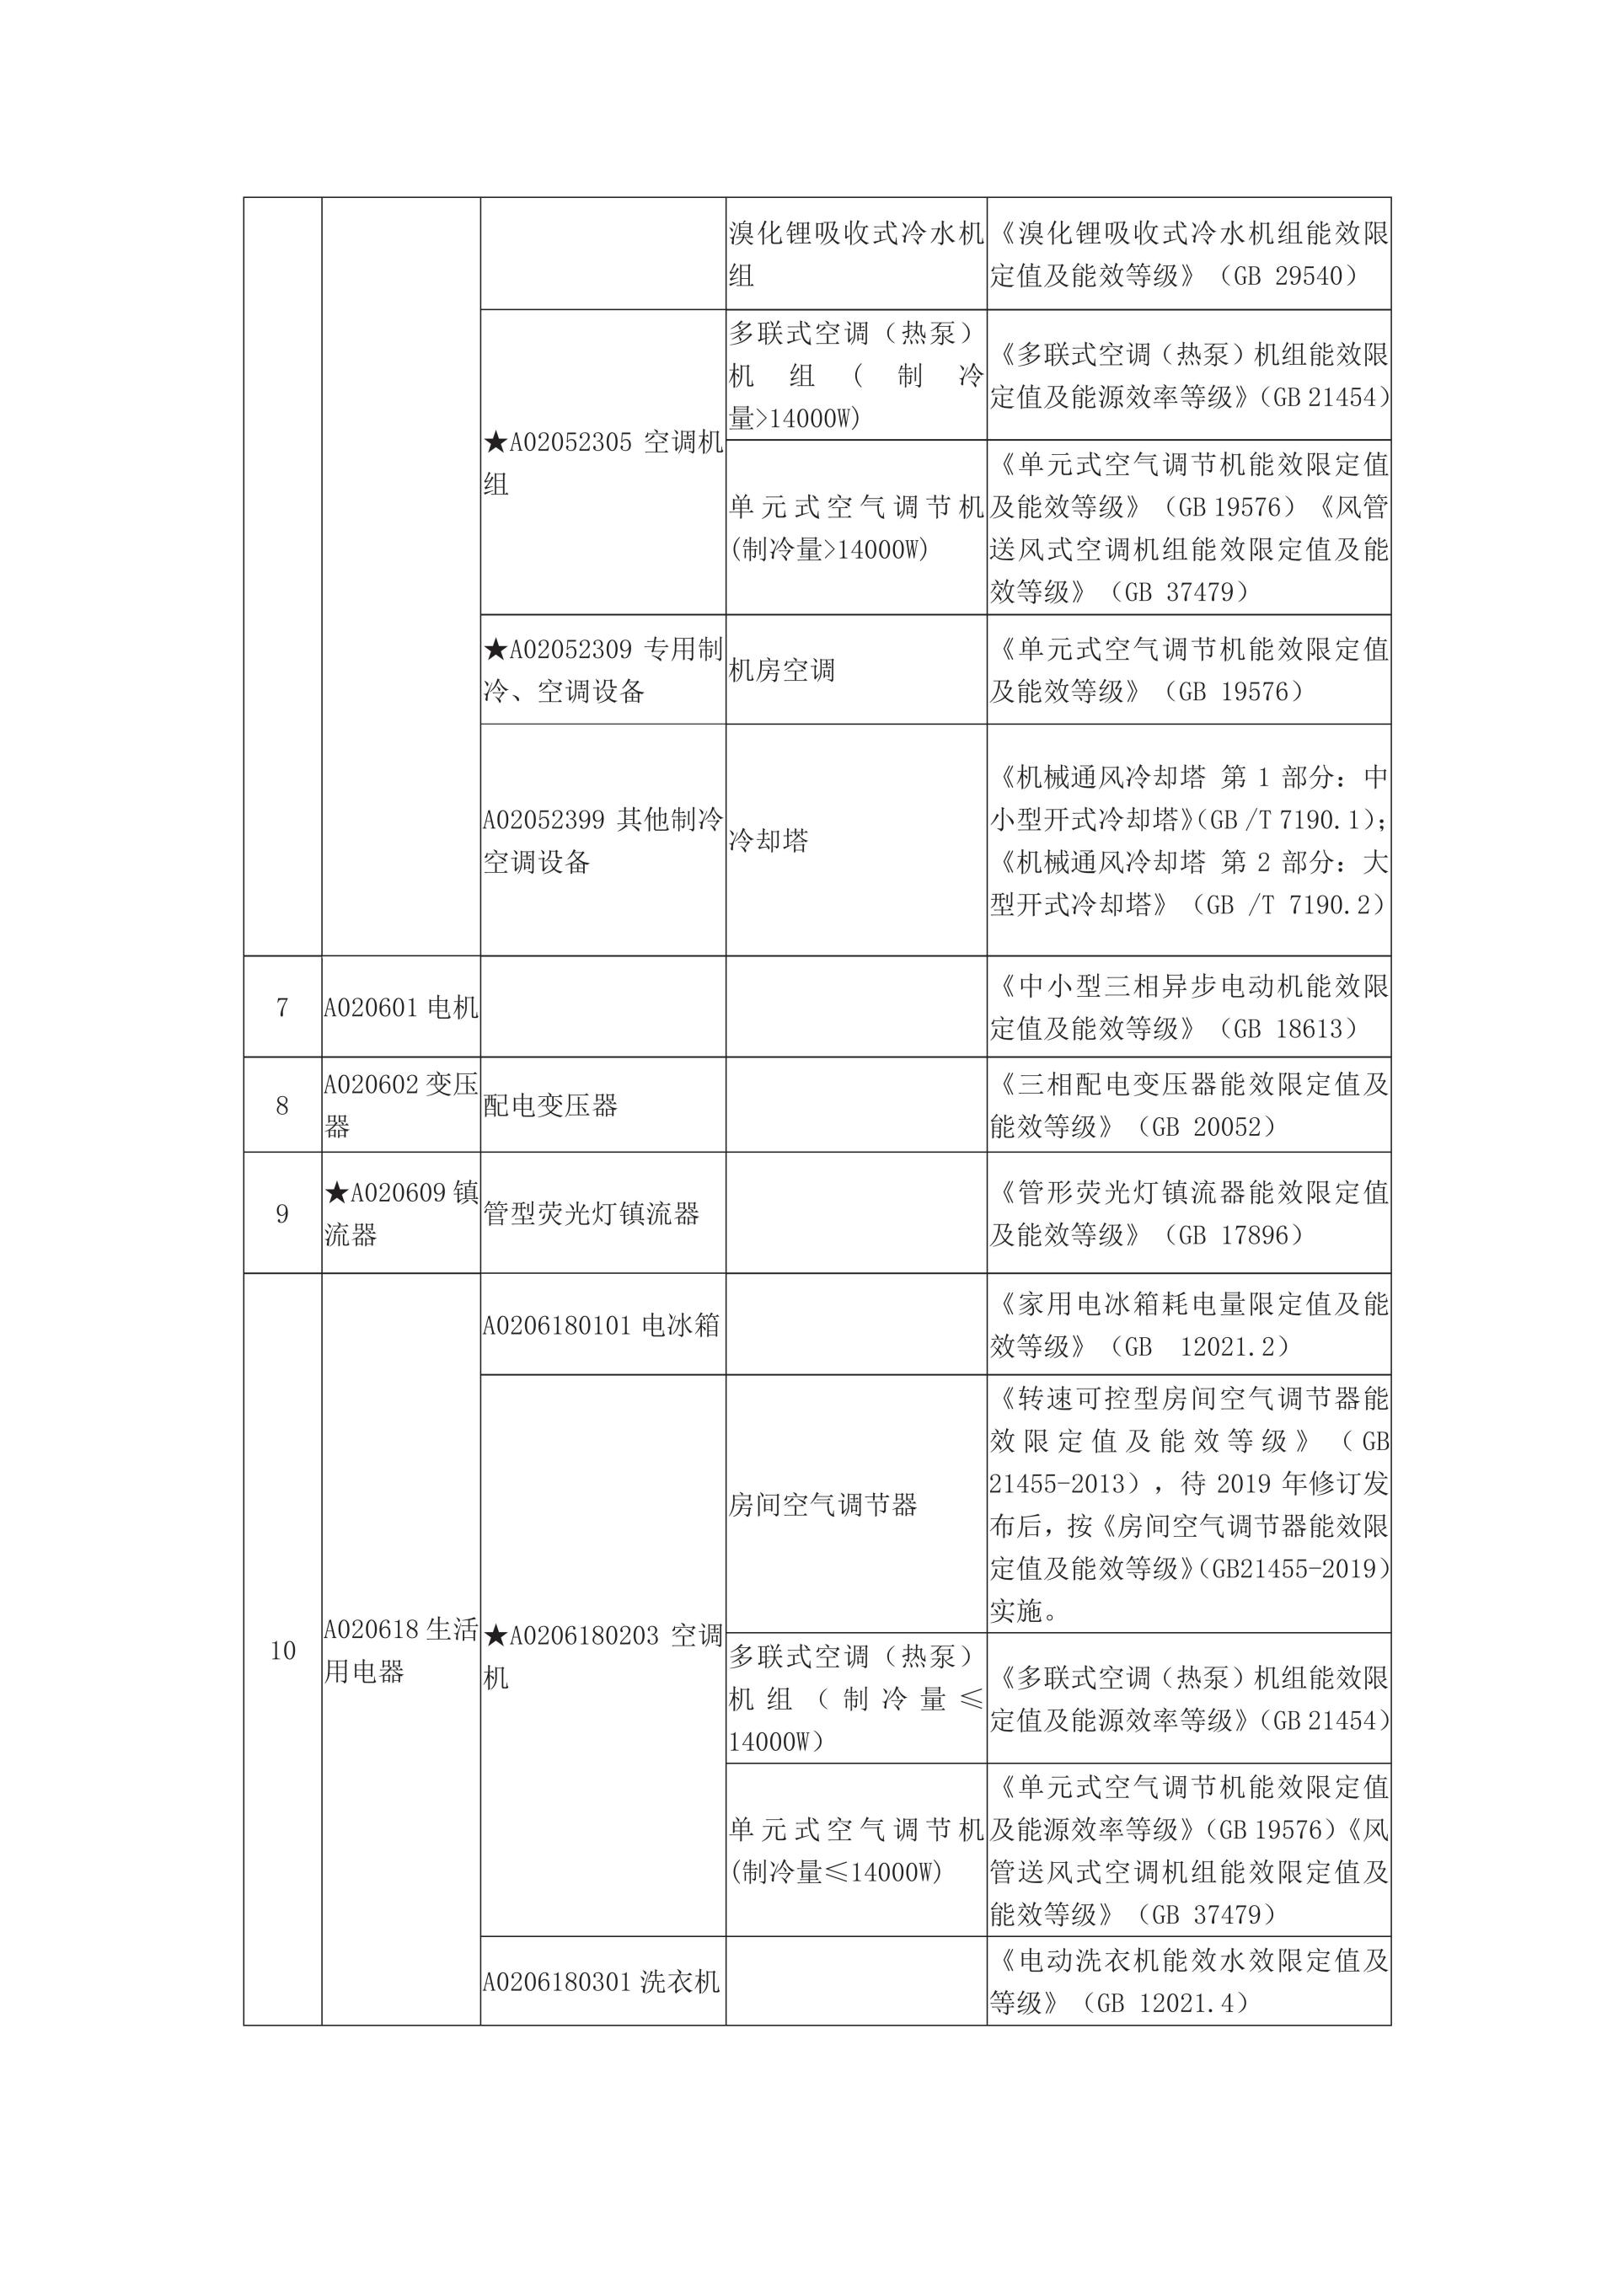 溴化锂吸收式冷水机
组
《溴化锂吸收式冷水机组能效限
定值及能效等级》（GB 29540）
★A02052305 空调机
组
多联式空调（热泵）
机组(制冷
量>14000W)
《多联式空调（热泵）机组能效限
定值及能源效率等级》（GB 21454）
单元式空气调节机
(制冷量>14000W)
《单元式空气调节机能效限定值
及能效等级》（GB 19576）《风管
送风式空调机组能效限定值及能
效等级》（GB 37479）
★A02052309 专用制
冷、空调设备
机房空调
《单元式空气调节机能效限定值
及能效等级》（GB 19576）
A02052399 其他制冷
空调设备
冷却塔
《机械通风冷却塔 第 1 部分：中
小型开式冷却塔》（GB /T 7190.1）；
《机械通风冷却塔 第 2 部分：大
型开式冷却塔》（GB /T 7190.2）
7
A020601 电机
《中小型三相异步电动机能效限
定值及能效等级》（GB 18613）
8
A020602 变压
器
配电变压器
《三相配电变压器能效限定值及
能效等级》（GB 20052）
9
★A020609 镇
流器
管型荧光灯镇流器
《管形荧光灯镇流器能效限定值
及能效等级》（GB 17896）
10
A020618 生活
用电器
A0206180101 电冰箱
《家用电冰箱耗电量限定值及能
效等级》（GB 12021.2）
★A0206180203 空调
机
房间空气调节器
《转速可控型房间空气调节器能
效限定值及能效等级》（GB
21455-2013），待 2019 年修订发
布后，按《房间空气调节器能效限
定值及能效等级》（GB21455-2019）
实施。
多联式空调（热泵）
机组（制冷量≤
14000W）
《多联式空调（热泵）机组能效限
定值及能源效率等级》（GB 21454）
单元式空气调节机
(制冷量≤14000W)
《单元式空气调节机能效限定值
及能源效率等级》（GB 19576）《风
管送风式空调机组能效限定值及
能效等级》（GB 37479）
A0206180301 洗衣机
《电动洗衣机能效水效限定值及
等级》（GB 12021.4）